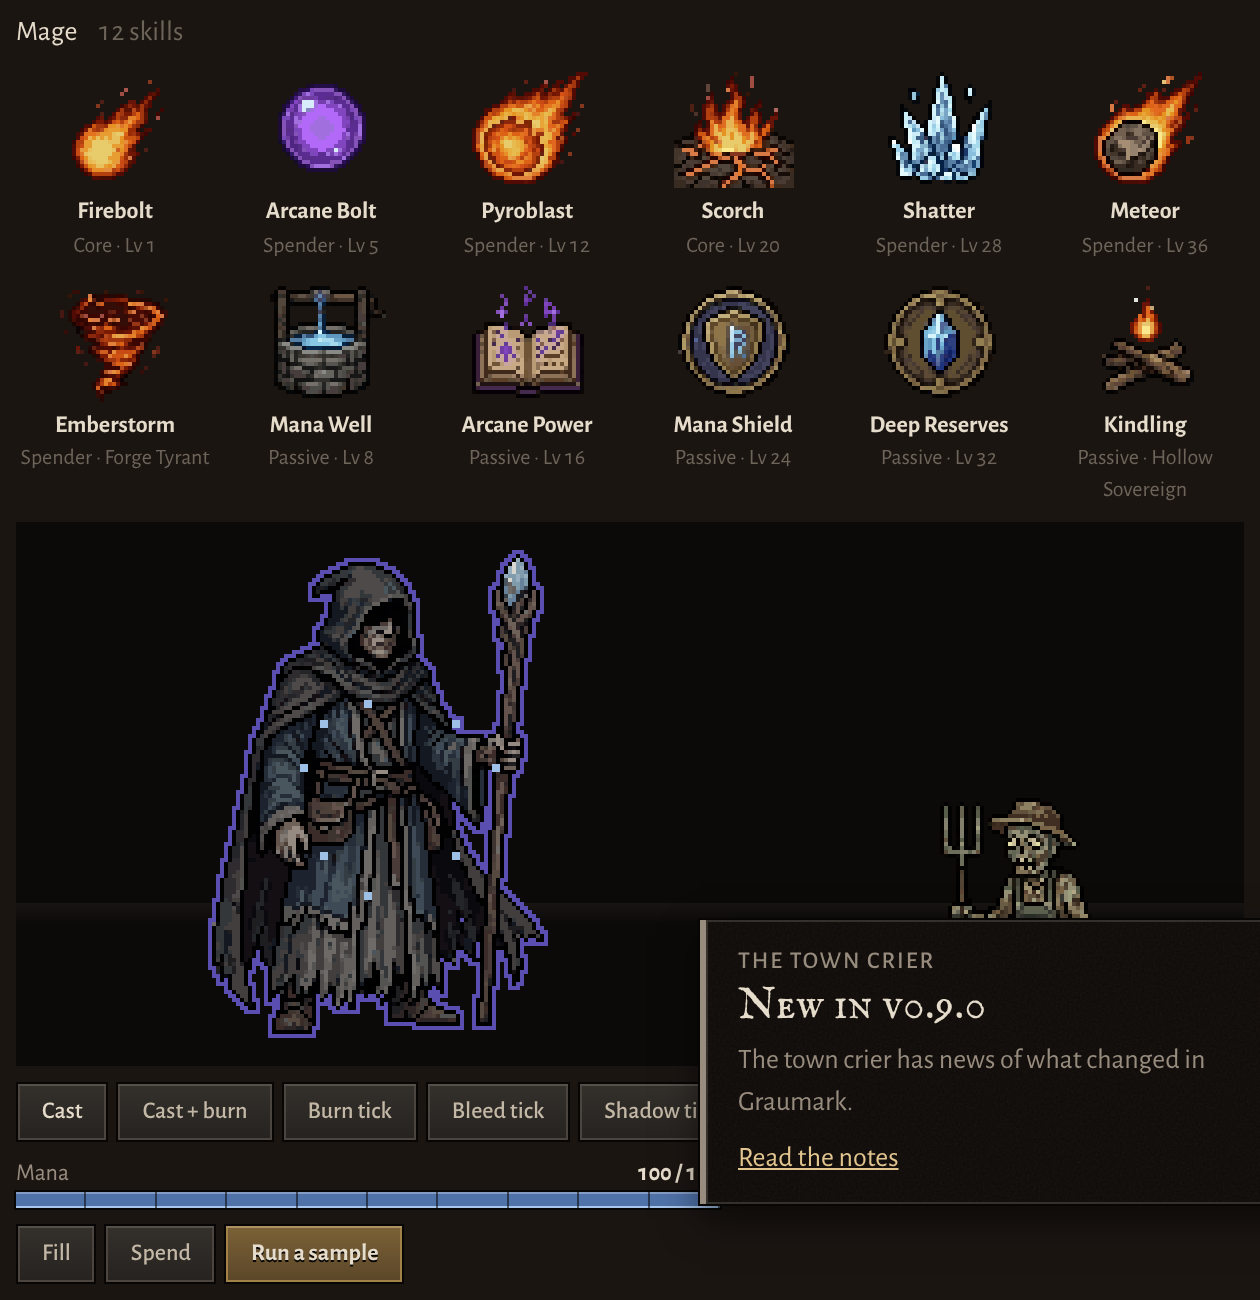 Mage 12 skills
Firebolt Arcane Bolt Pyroblast Scorch Shatter Meteor
Core · Lv 1 Spender · Lv 5 Spender · Lv 12 Core · Lv 20 Spender · Lv 28 Spender · Lv 36
Emberstorm Mana Well Arcane Power Mana Shield Deep Reserves Kindling
Spender · Forge Tyrant Passive · Lv 8 Passive · Lv 16 Passive · Lv 24 Passive · Lv 32 Passive · Hollow
Sovereign
THE TOWN CRIER
New in v0.9.0
The town crier has news of what changed in
Graumark.
Read the notes
Cast Cast + burn Burn tick Bleed tick Shadow ti
Mana 100 / 1
Fill Spend Run a sample